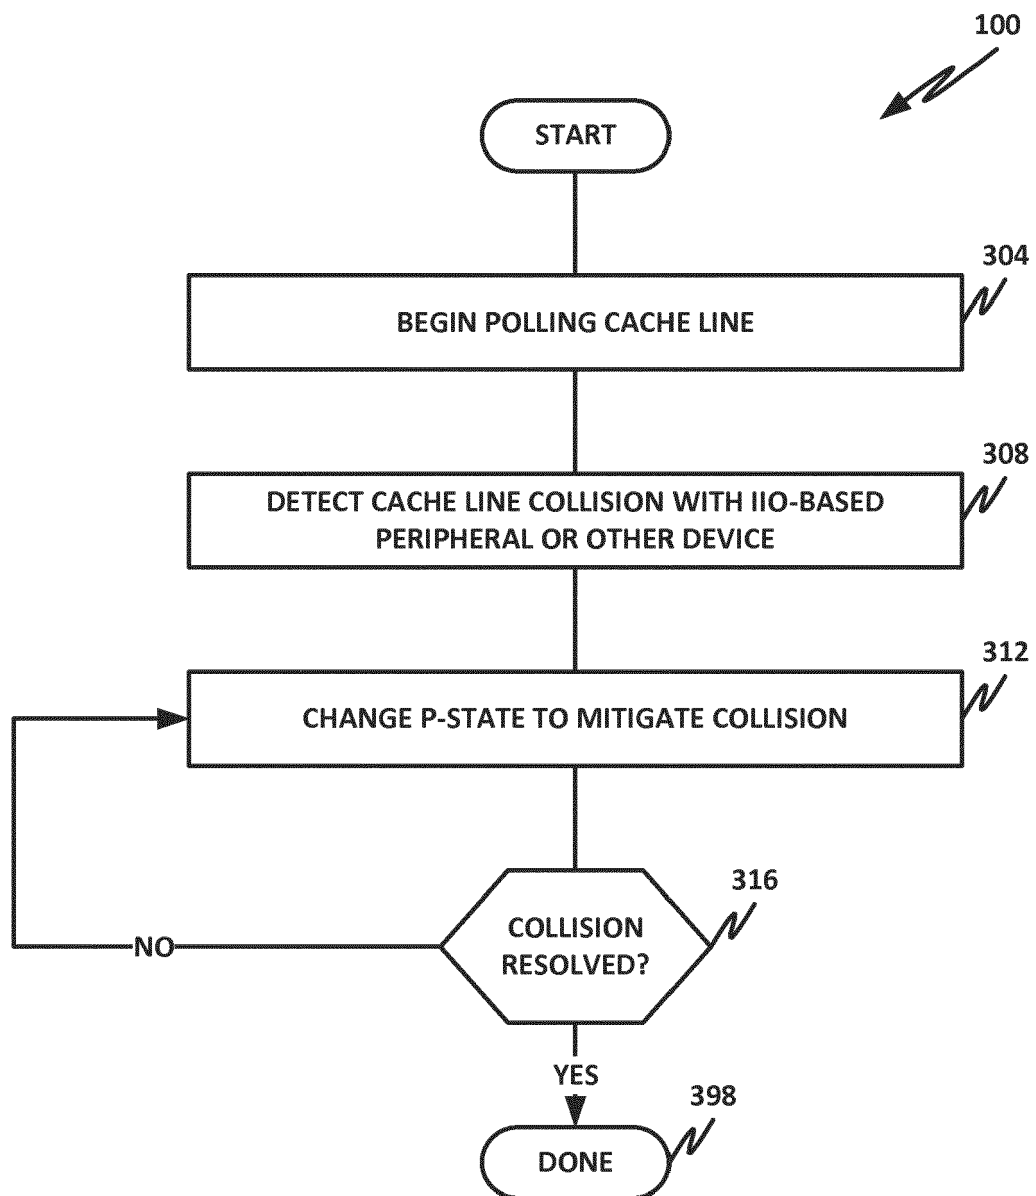 100
START
304
BEGIN POLLING CACHE LINE
308
DETECT CACHE LINE COLLISION WITH IIO-BASED
PERIPHERAL OR OTHER DEVICE
312
CHANGE P-STATE TO MITIGATE COLLISION
316
COLLISION
RESOLVED?
NO
YES
398
DONE